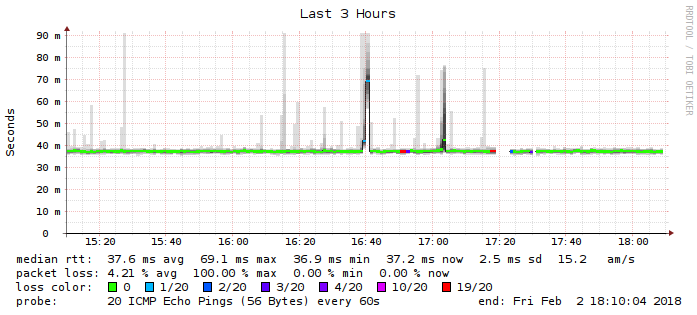 Last 3 Hours
RRDTOOL / TOBI OETIKER
Seconds
90 m
80 m
70 m
60 m
50 m
40 m
30 m
20 m
10 m
0
15:20 15:40 16:00 16:20 16:40 17:00 17:20 17:40 18:00
median rtt: 37.6 ms avg 69.1 ms max 36.9 ms min 37.2 ms now 2.5 ms sd 15.2 am/s
packet loss: 4.21 % avg 100.00 % max 0.00 % min 0.00 % now
loss color: 0 1/20 2/20 3/20 4/20 10/20 19/20
probe: 20 ICMP Echo Pings (56 Bytes) every 60s end: Fri Feb 2 18:10:04 2018